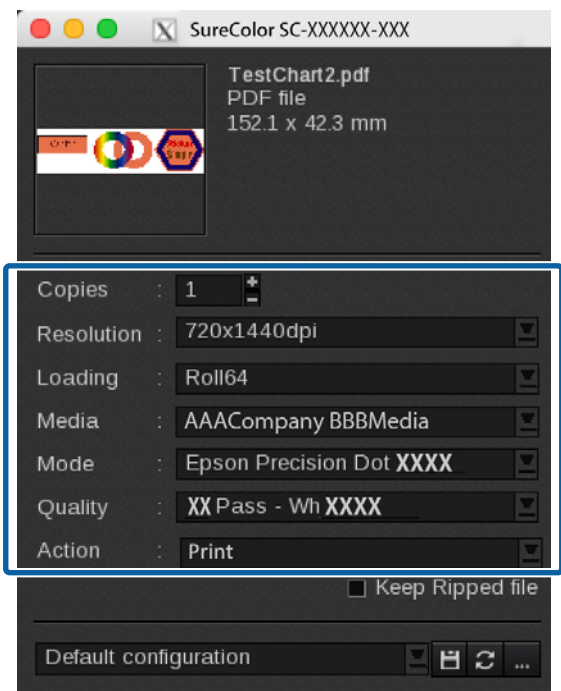 SureColor SC-XXXXXX-XXX
TestChart2.pdf
PDF file
152.1 x 42.3 mm
Copies : 1
Resolution : 720x1440dpi
Loading : Roll64
Media : AAACompany BBBMedia
Mode : Epson Precision Dot XXXX
Quality : XX Pass - Wh XXXX
Action : Print
Keep Ripped file
Default configuration ...